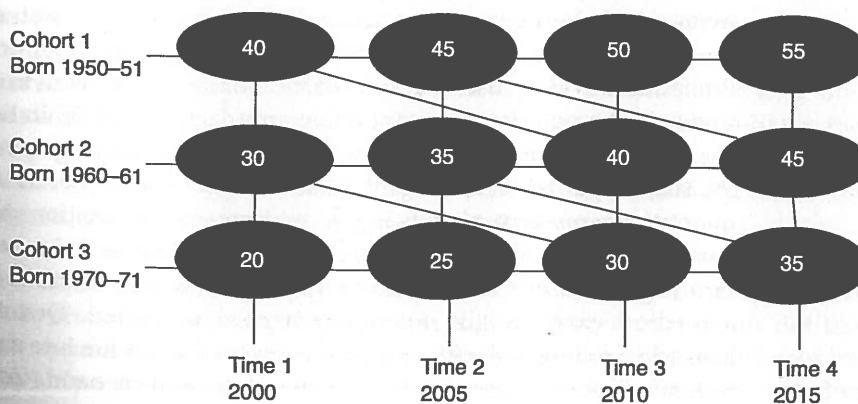 Cohort 1
Born 1950–51
40 45 50 55
Cohort 2
Born 1960–61
30 35 40 45
Cohort 3
Born 1970–71
20 25 30 35
Time 1 Time 2 Time 3 Time 4
2000 2005 2010 2015